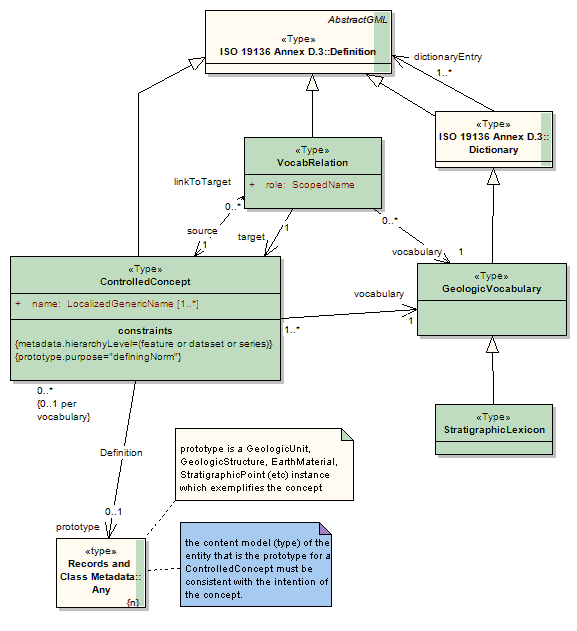 AbstractGML
«Type»
ISO 19136 Annex D.3::Definition
dictionaryEntry
1..*
«Type»
ISO 19136 Annex D.3::
Dictionary
«Type»
VocabRelation
+ role: ScopedName
linkToTarget
0..*
source
1
target
1
0..*
vocabulary
1
«Type»
ControlledConcept
+ name: LocalizedGenericName [1..*]
constraints
{metadata.hierarchyLevel=(feature or dataset or series)}
{prototype.purpose="definingNorm"}
vocabulary
1..*
1
«Type»
GeologicVocabulary
«Type»
StratigraphicLexicon
0..*
{0..1 per
vocabulary}
Definition
0..1
prototype
prototype is a GeologicUnit,
GeologicStructure, EarthMaterial,
StratigraphicPoint (etc) instance
which exemplifies the concept
«type»
Records and
Class Metadata::
Any
{n}
the content model (type) of the
entity that is the prototype for a
ControlledConcept must be
consistent with the intention of
the concept.